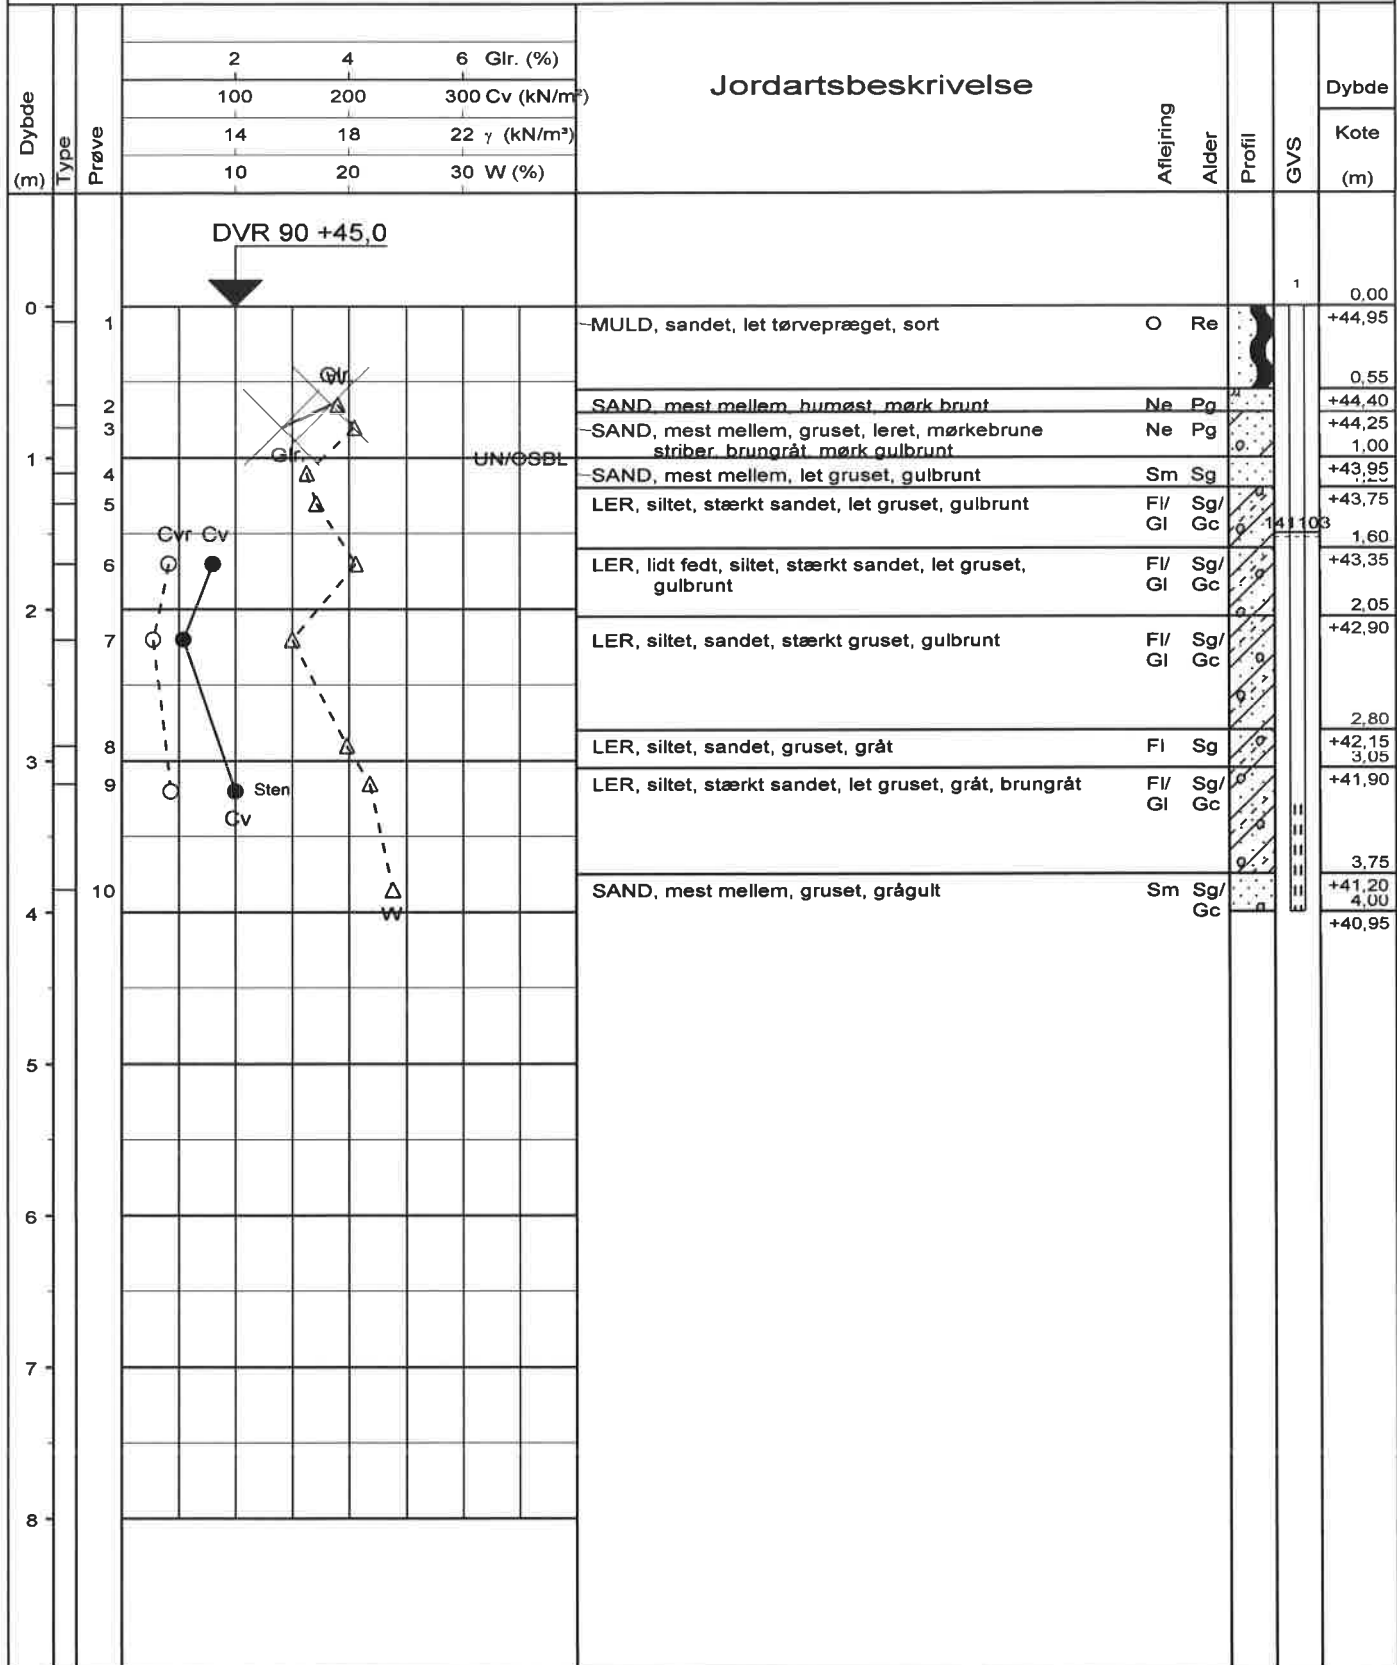 2 4 6 Glr. (%)
100 200 300 Cv (kN/m²)
14 18 22 γ (kN/m³)
10 20 30 W (%)
Dybde
(m)
Type
Prøve
Jordartsbeskrivelse
Aflejring
Alder
Profil
GVS
Dybde
Kote
(m)
DVR 90 +45,0
1
0,00
0
1 MULD, sandet, let tørvepræget, sort O Re +44,95
Glr.
0,55
2 SAND, mest mellem, humøst, mørk brunt Ne Pg +44,40
3 SAND, mest mellem, gruset, leret, mørkebrune Ne Pg +44,25
striber, brungråt, mørk gulbrunt 1,00
Glr.
1 UN/OSBL
4 SAND, mest mellem, let gruset, gulbrunt Sm Sg +43,95
5 LER, siltet, stærkt sandet, let gruset, gulbrunt Fl/ Sg/ +43,75
Gl Gc 141103
Cvr Cv 1,60
6 LER, lidt fedt, siltet, stærkt sandet, let gruset, Fl/ Sg/ +43,35
gulbrunt Gl Gc
2 2,05
7 LER, siltet, sandet, stærkt gruset, gulbrunt Fl/ Sg/ +42,90
Gl Gc
2,80
8 LER, siltet, sandet, gruset, gråt Fl Sg +42,15
3 3,05
9 Sten LER, siltet, stærkt sandet, let gruset, gråt, brungråt Fl/ Sg/ +41,90
Gl Gc
Cv
3,75
10 SAND, mest mellem, gruset, grågult Sm Sg/ +41,20
Gc 4,00
4 W
+40,95
5
6
7
8